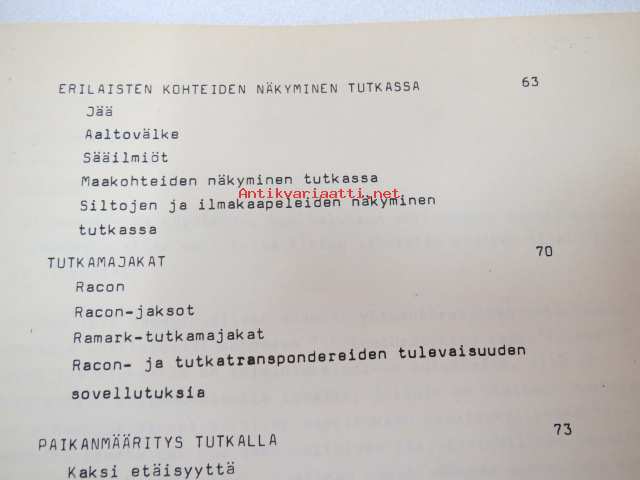 ERILAISTEN KOHTEIDEN NÄKYMINEN TUTKASSA 63
Jää
Aaltovälke
Sääilmiöt
Maakohteiden näkyminen tutkassa
Antikvariaatti.net
Siltojen ja ilmakaapeleiden näkyminen
tutkassa
TUTKAMAJAKAT 70
Racon
Racon-jaksot
Ramark-tutkamajakat
Racon- ja tutkatranspondereiden tulevaisuuden
sovellutuksia
PAIKANMÄÄRITYS TUTKALLA 73
Kaksi etäisyyttä